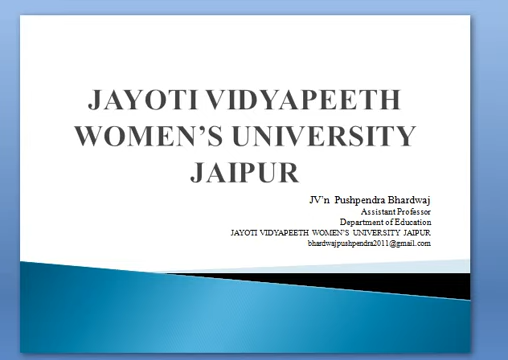 JAYOTI VIDYAPEETH
WOMEN'S UNIVERSITY
JAIPUR
JV'n Pushpendra Bhardwaj
Assistant Professor
Department of Education
JAYOTI VIDYAPEETH WOMEN'S UNIVERSITY JAIPUR
bhardwajpushpendra2011@gmail.com